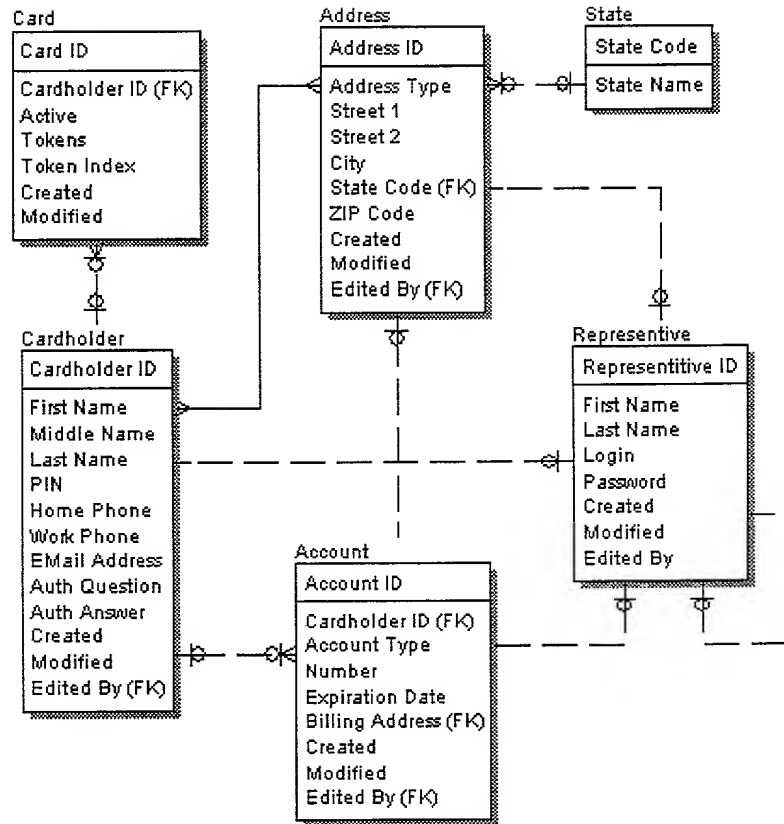 Card
Card ID
Cardholder ID (FK)
Active
Tokens
Token Index
Created
Modified
Address
Address ID
Address Type
Street 1
Street 2
City
State Code (FK)
ZIP Code
Created
Modified
Edited By (FK)
State
State Code
State Name
Cardholder
Cardholder ID
First Name
Middle Name
Last Name
PIN
Home Phone
Work Phone
EMail Address
Auth Question
Auth Answer
Created
Modified
Edited By (FK)
Representive
Representitive ID
First Name
Last Name
Login
Password
Created
Modified
Edited By
Account
Account ID
Cardholder ID (FK)
Account Type
Number
Expiration Date
Billing Address (FK)
Created
Modified
Edited By (FK)